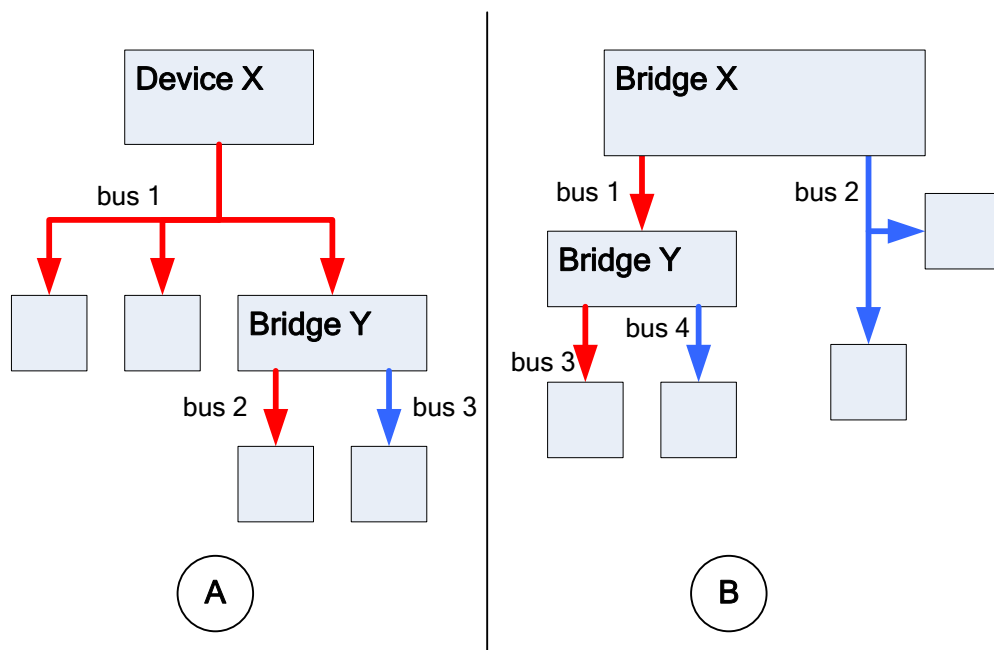 Device X
bus 1
Bridge Y
bus 2
bus 3
A
Bridge X
bus 1
bus 2
Bridge Y
bus 3
bus 4
B